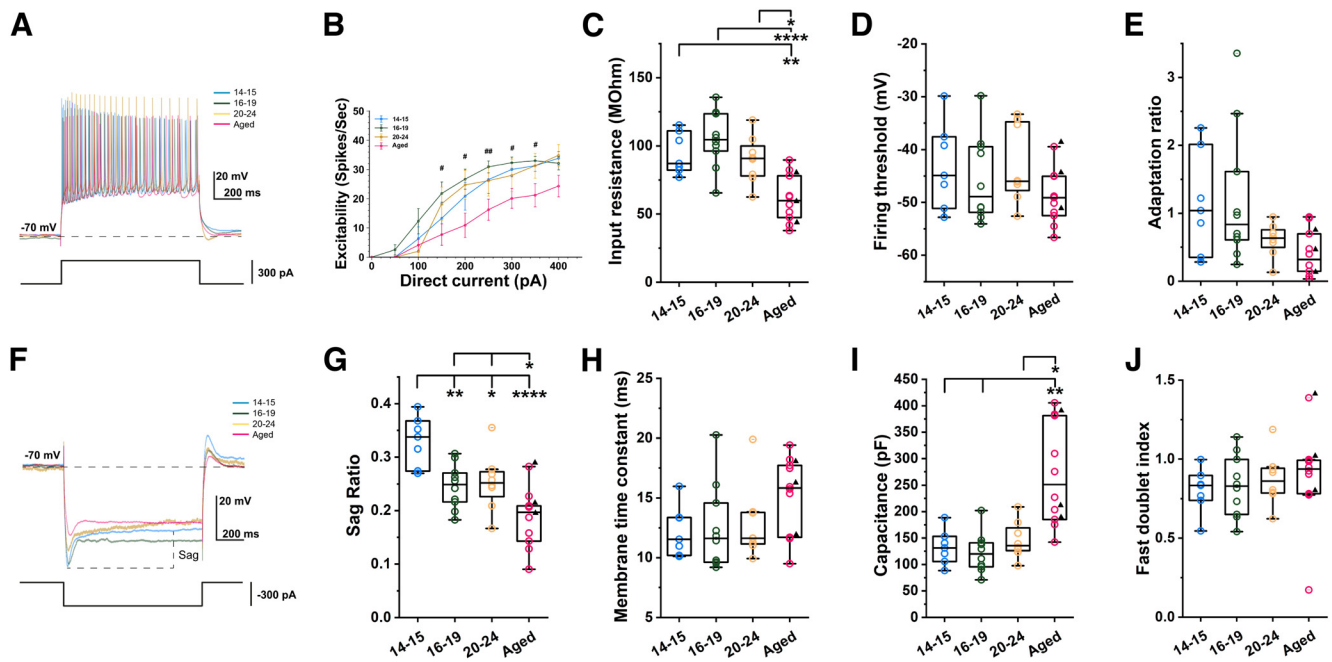 A
14-15
16-19
20-24
Aged
20 mV
200 ms
-70 mV
300 pA
B
Excitability (Spikes/Sec)
50
40
30
20
10
0
14-15
16-19
20-24
Aged
# # ## # #
0 100 200 300 400
Direct current (pA)
C
*
****
**
Input resistance (MOhm)
150
100
50
0
14-15 16-19 20-24 Aged
D
Firing threshold (mV)
-20
-30
-40
-50
-60
14-15 16-19 20-24 Aged
E
Adaptation ratio
3
2
1
0
14-15 16-19 20-24 Aged
F
14-15
16-19
20-24
Aged
-70 mV
20 mV
200 ms
Sag
-300 pA
G
*
** * ****
Sag Ratio
0.4
0.3
0.2
0.1
0.0
14-15 16-19 20-24 Aged
H
Membrane time constant (ms)
25
20
15
10
5
14-15 16-19 20-24 Aged
I
*
**
Capacitance (pF)
450
400
350
300
250
200
150
100
50
0
14-15 16-19 20-24 Aged
J
Fast doublet index
1.5
1.0
0.5
0.0
14-15 16-19 20-24 Aged